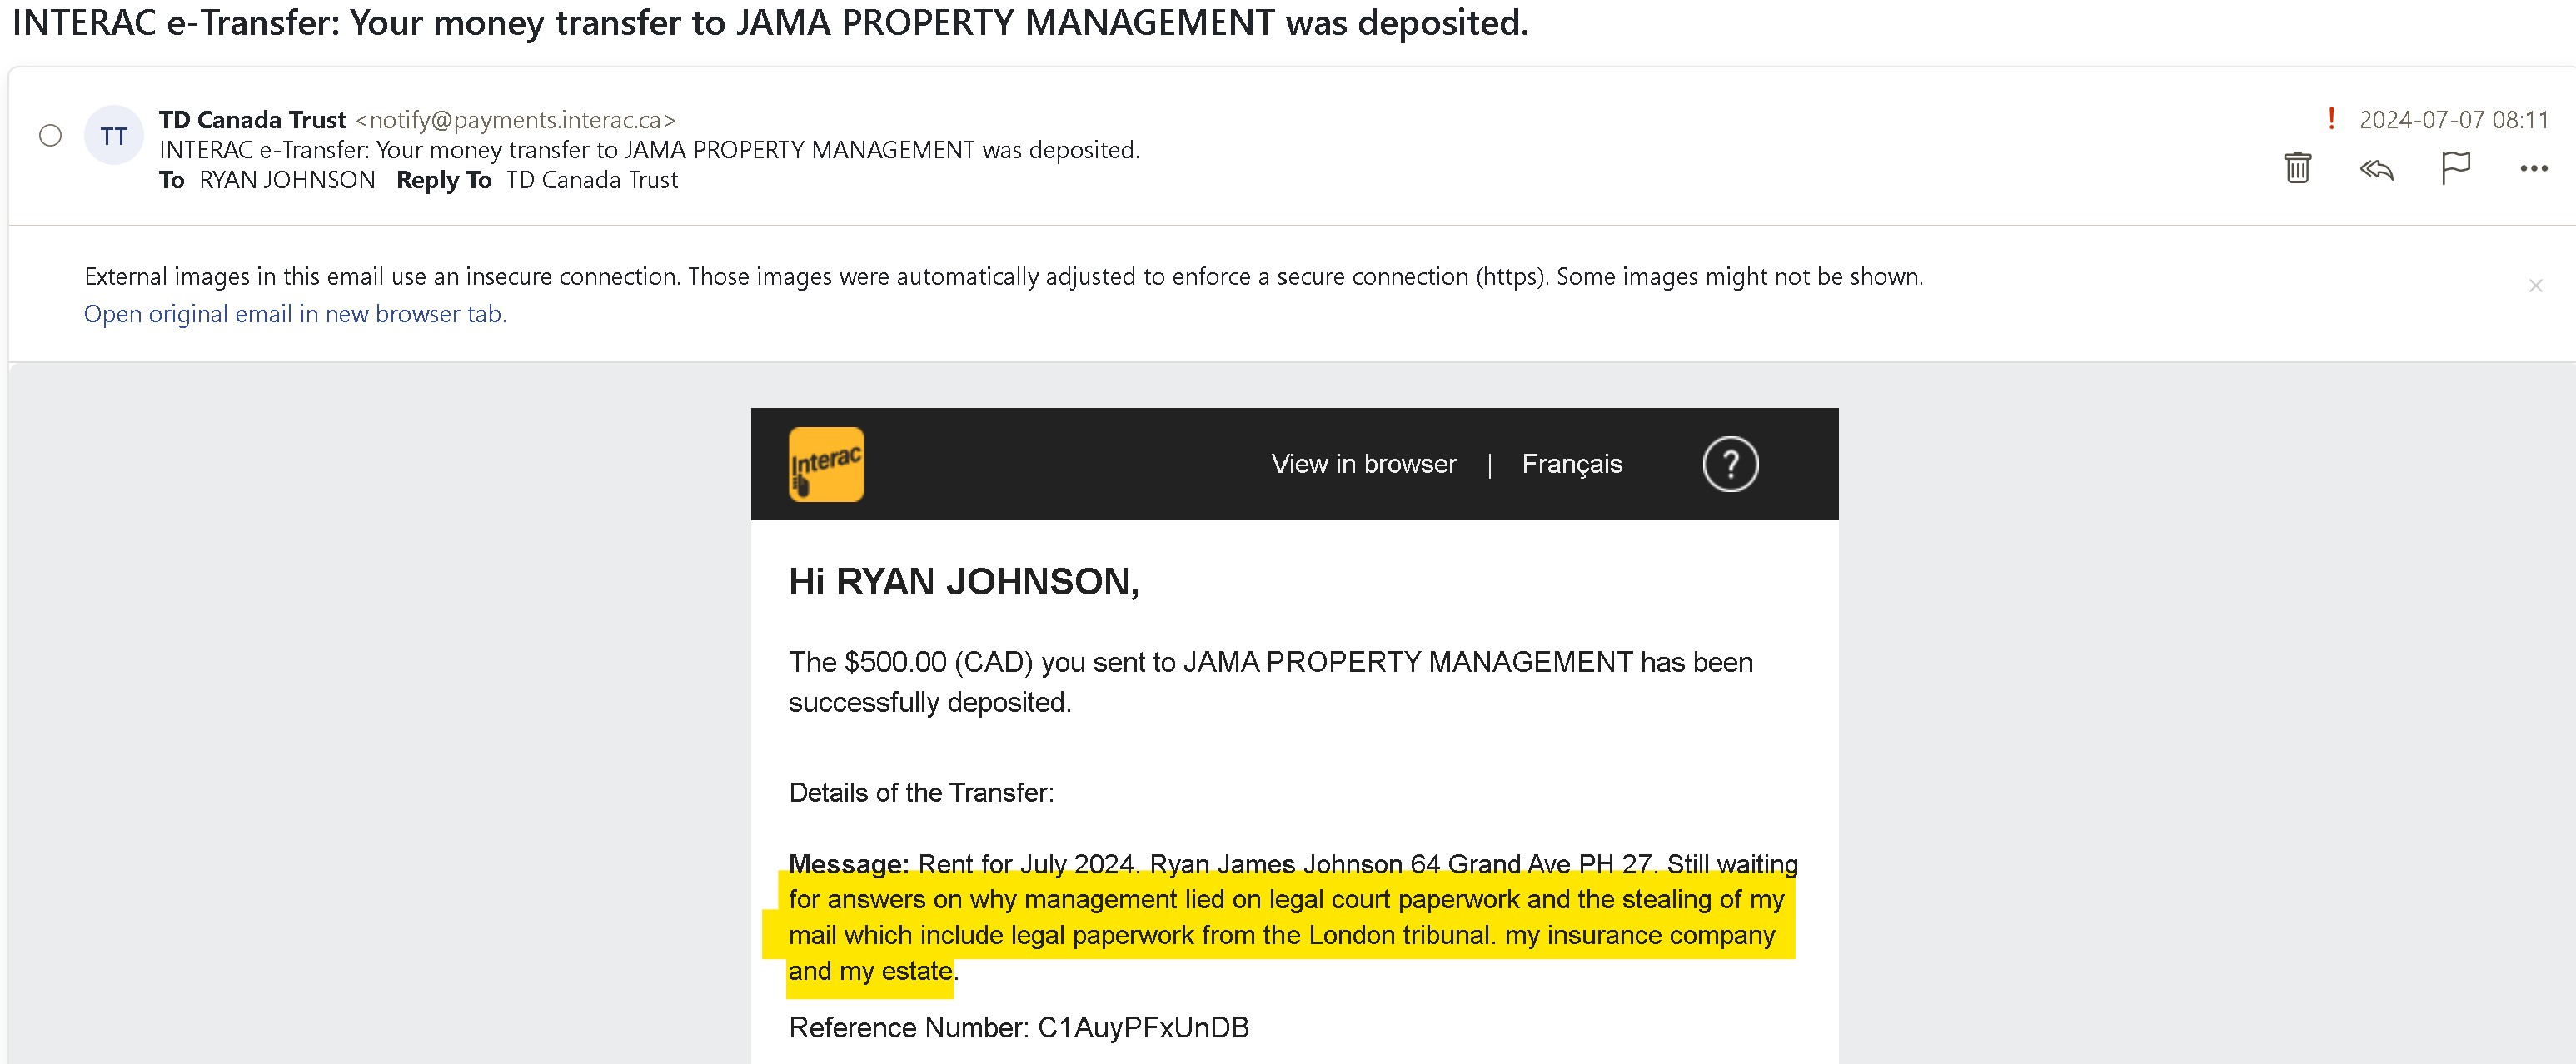 INTERAC e-Transfer: Your money transfer to JAMA PROPERTY MANAGEMENT was deposited.
TT
TD Canada Trust <notify@payments.interac.ca>
! 2024-07-07 08:11
INTERAC e-Transfer: Your money transfer to JAMA PROPERTY MANAGEMENT was deposited.
To RYAN JOHNSON Reply To TD Canada Trust
External images in this email use an insecure connection. Those images were automatically adjusted to enforce a secure connection (https). Some images might not be shown.
Open original email in new browser tab.
Interac
View in browser | Français
?
Hi RYAN JOHNSON,
The $500.00 (CAD) you sent to JAMA PROPERTY MANAGEMENT has been
successfully deposited.
Details of the Transfer:
Message: Rent for July 2024. Ryan James Johnson 64 Grand Ave PH 27. Still waiting
for answers on why management lied on legal court paperwork and the stealing of my
mail which include legal paperwork from the London tribunal. my insurance company
and my estate.
Reference Number: C1AuyPFxUnDB